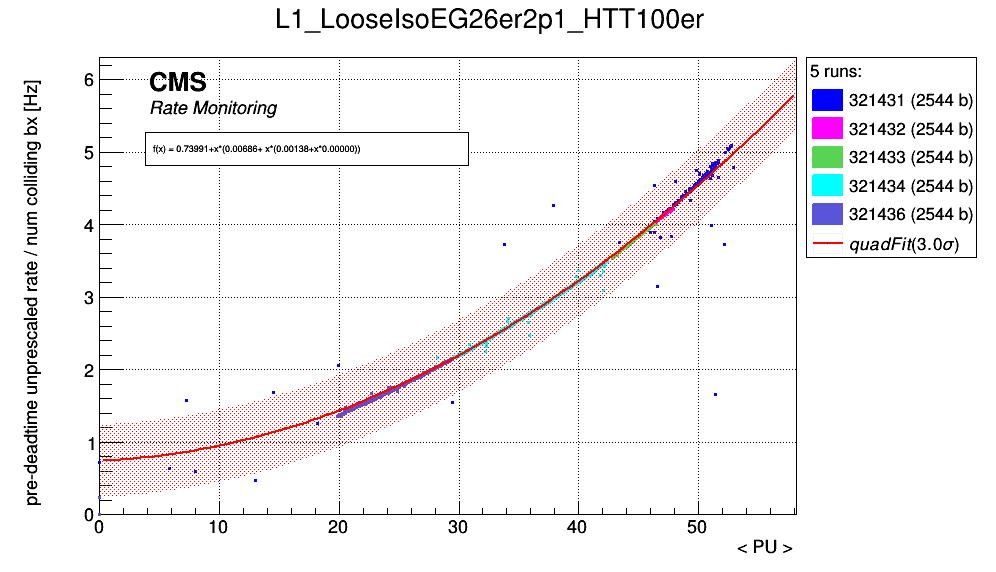 L1_LooseIsoEG26er2p1_HTT100er
pre-deadtime unprescaled rate / num colliding bx [Hz]
6
5
4
3
2
1
0
CMS
Rate Monitoring
f(x) = 0.73991+x*(0.00686+ x*(0.00138+x*0.00000))
0 10 20 30 40 50
< PU >
5 runs:
321431 (2544 b)
321432 (2544 b)
321433 (2544 b)
321434 (2544 b)
321436 (2544 b)
quadFit(3.0σ)